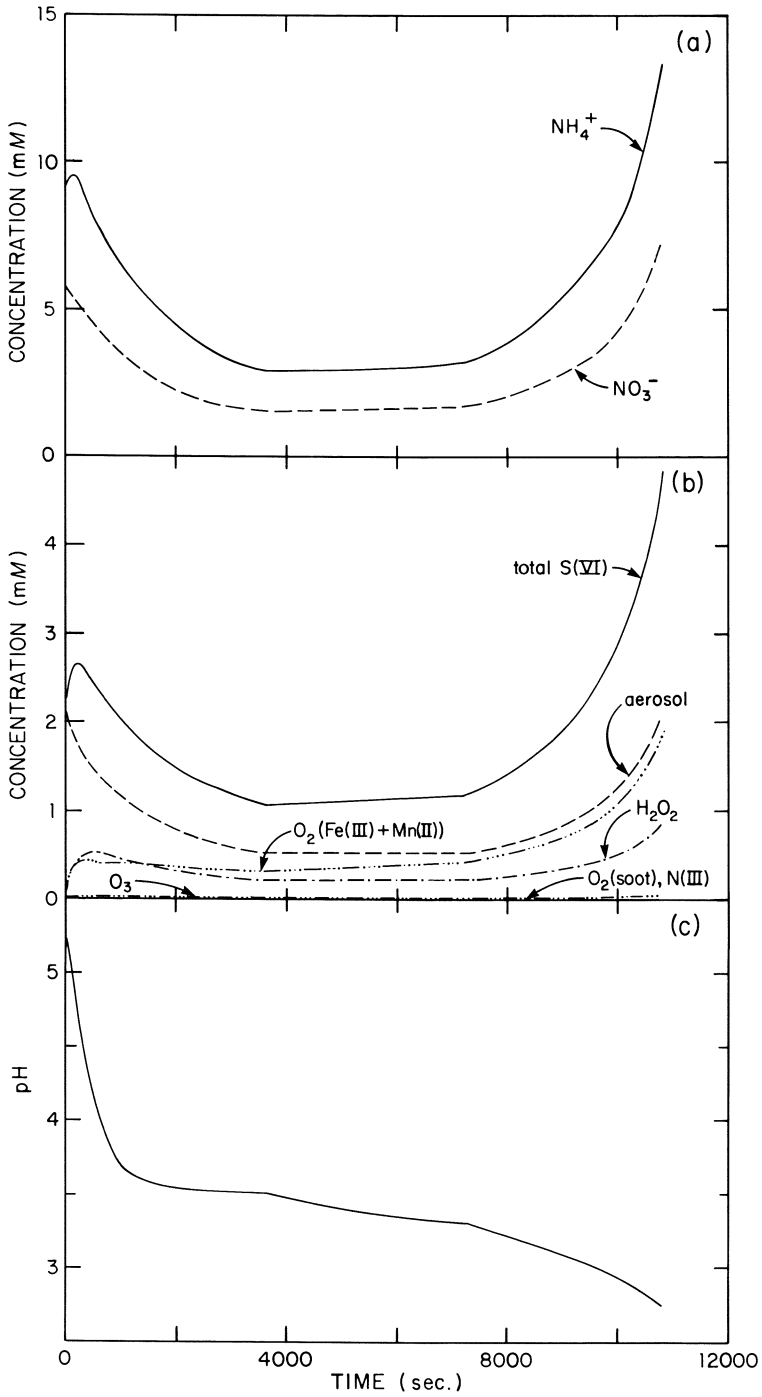 15
(a)
CONCENTRATION (mM)
NH₄⁺
10
5
NO₃⁻
0
(b)
CONCENTRATION (mM)
4
total S(VI)
3
aerosol
2
O₂(Fe(III)+Mn(II))
H₂O₂
1
O₃
O₂(soot), N(III)
0
(c)
5
pH
4
3
0 4000 8000 12000
TIME (sec.)